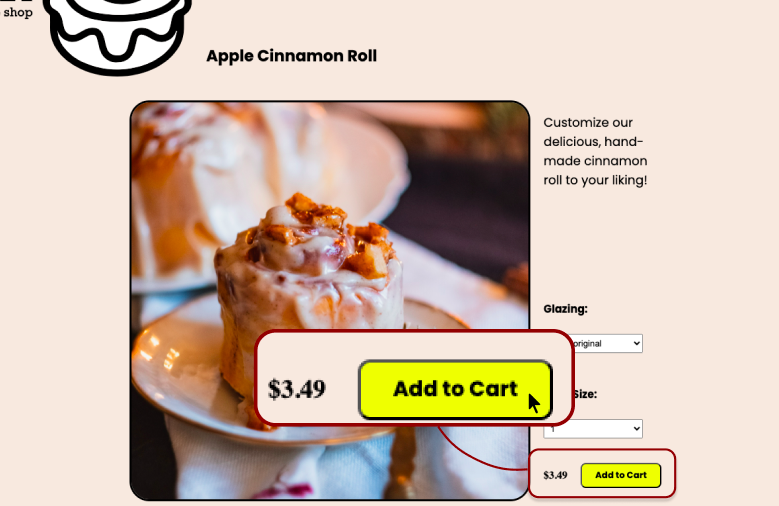 shop
Apple Cinnamon Roll
Customize our
delicious, hand-
made cinnamon
roll to your liking!
Glazing:
original
Size:
1
$3.49
Add to Cart
$3.49
Add to Cart